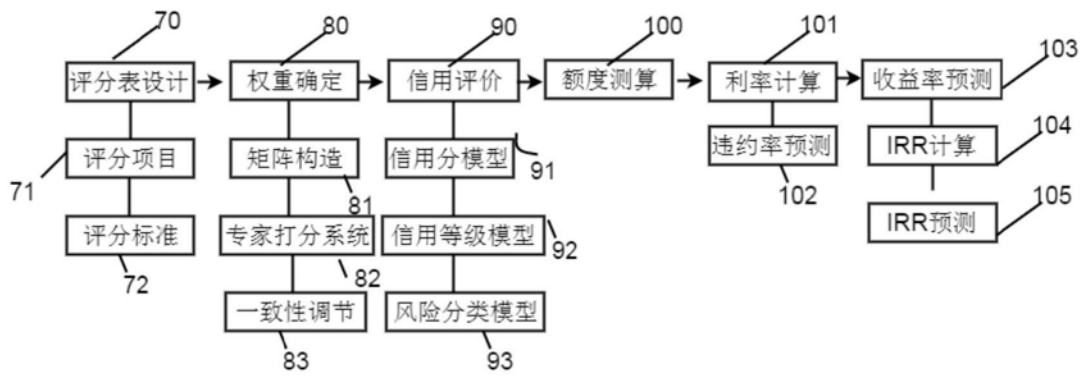 70
80
90
100
101
103
评分表设计
权重确定
信用评价
额度测算
利率计算
收益率预测
104
评分项目
矩阵构造
信用分模型
违约率预测
IRR计算
71
81
91
102
105
评分标准
专家打分系统
信用等级模型
IRR预测
72
82
92
一致性调节
风险分类模型
83
93